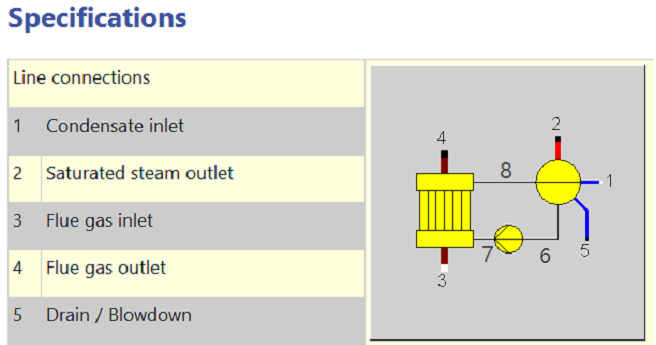 Specifications
Line connections
1 Condensate inlet
2 Saturated steam outlet
3 Flue gas inlet
4 Flue gas outlet
5 Drain / Blowdown
4
2
8
1
7
6
5
3